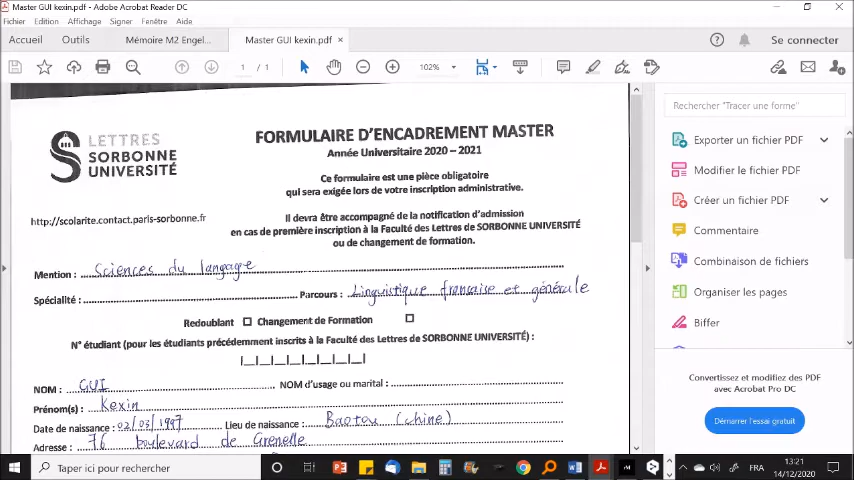 Master GUI kexin.pdf - Adobe Acrobat Reader DC
Fichier Edition Affichage Signer Fenêtre Aide
Accueil Outils Mémoire M2 Engel... Master GUI kexin.pdf × Se connecter
1 / 1 102%
Rechercher "Tracer une forme"
LETTRES
SORBONNE
UNIVERSITÉ
FORMULAIRE D'ENCADREMENT MASTER
Année Universitaire 2020 – 2021
Ce formulaire est une pièce obligatoire
qui sera exigée lors de votre inscription administrative.
http://scolarite.contact.paris-sorbonne.fr
Il devra être accompagné de la notification d'admission
en cas de première inscription à la Faculté des Lettres de SORBONNE UNIVERSITÉ
ou de changement de formation.
Mention : Sciences du langage
Spécialité : Parcours : Linguistique française et générale
Redoublant Changement de Formation
N° étudiant (pour les étudiants précédemment inscrits à la Faculté des Lettres de SORBONNE UNIVERSITÉ) :
NOM : GUI NOM d'usage ou marital :
Prénom(s) : Kexin
Date de naissance : 02/03/1997 Lieu de naissance : Baotou (chine)
Adresse : 76 boulevard de Grenelle
Exporter un fichier PDF
Modifier le fichier PDF
Créer un fichier PDF
Commentaire
Combinaison de fichiers
Organiser les pages
Biffer
Convertissez et modifiez des PDF
avec Acrobat Pro DC
Démarrer l'essai gratuit
Taper ici pour rechercher
FRA
13:21
14/12/2020